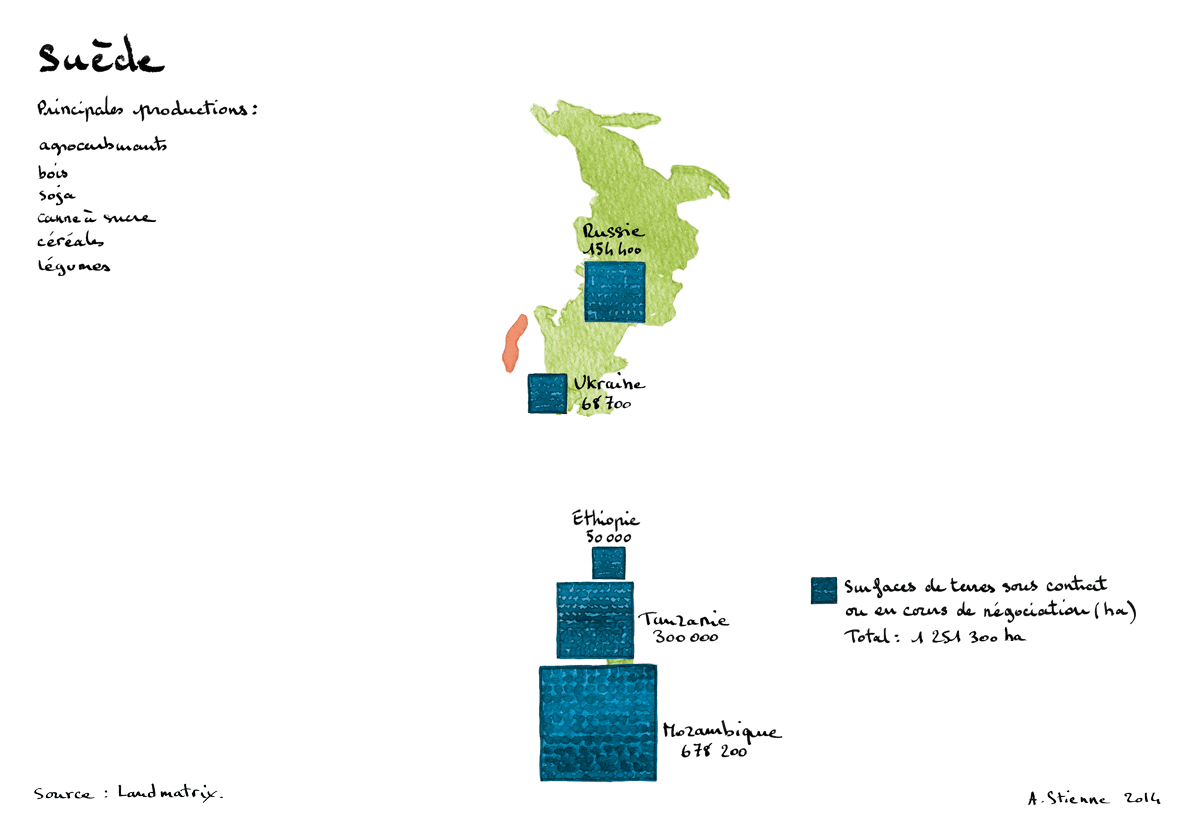 Suède
Principales productions :
agrocarburants
bois
soja
canne à sucre
céréales
légumes
Russie
154 400
Ukraine
68 700
Ethiopie
50 000
Tanzanie
300 000
Mozambique
678 200
Surfaces de terres sous contrat
ou en cours de négociation (ha)
Total : 1 251 300 ha
Source : Landmatrix.
A. Stienne 2014